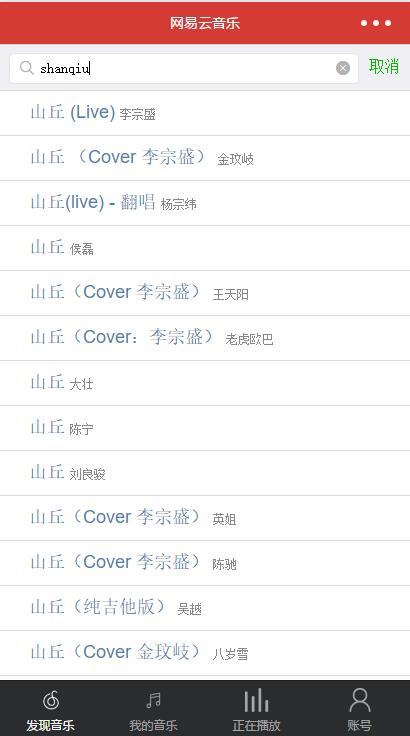 网易云音乐
shanqiu 取消
山丘 (Live) 李宗盛
山丘 （Cover 李宗盛） 金玟岐
山丘(live) - 翻唱 杨宗纬
山丘 侯磊
山丘（Cover 李宗盛） 王天阳
山丘（Cover：李宗盛） 老虎欧巴
山丘 大壮
山丘 陈宁
山丘 刘良骏
山丘（Cover 李宗盛） 英姐
山丘（Cover 李宗盛） 陈驰
山丘（纯吉他版） 吴越
山丘（Cover 金玟岐） 八岁雪
发现音乐 我的音乐 正在播放 账号